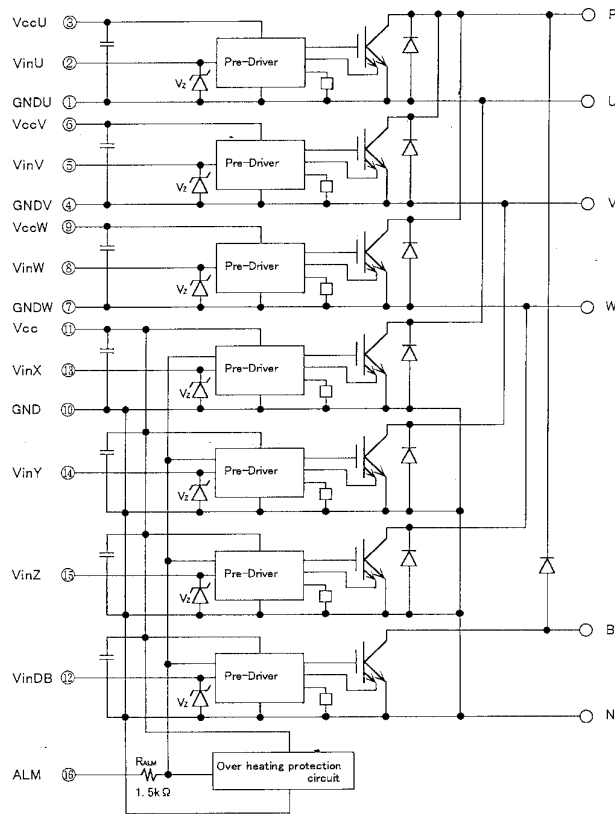 VccU ③ P
VinU ② Pre-Driver
Vz
GNDU ① U
VccV ⑥
VinV ⑤ Pre-Driver
Vz
GNDV ④ V
VccW ⑨
VinW ⑧ Pre-Driver
Vz
GNDW ⑦ W
Vcc ⑪
VinX ⑬ Pre-Driver
Vz
GND ⑩
VinY ⑭ Pre-Driver
Vz
VinZ ⑮ Pre-Driver
Vz
B
VinDB ⑫ Pre-Driver
Vz
N
ALM ⑯ RALM
1.5kΩ
Over heating protection
circuit